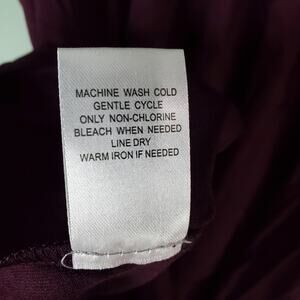 MACHINE WASH COLD
GENTLE CYCLE
ONLY NON-CHLORINE
BLEACH WHEN NEEDED
LINE DRY
WARM IRON IF NEEDED